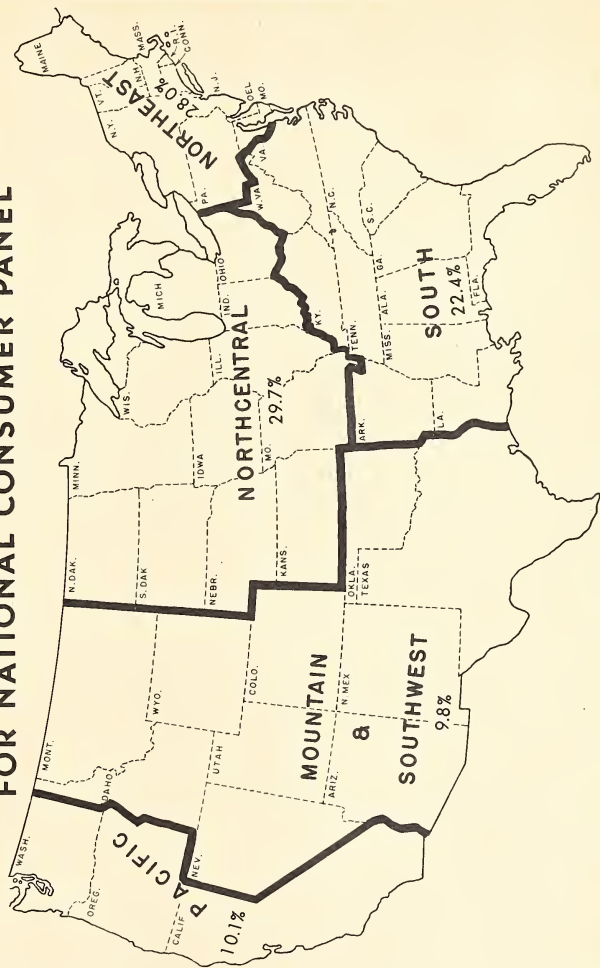 FOR NATIONAL CONSUMER PANEL
WASH.
MONT.
N. DAK.
MINN.
MAINE
OREG.
IDAHO
WYO.
S. DAK
WIS.
MICH
N.Y.
VT.
N.H.
MASS.
R.I.
CONN.
NORTHEAST
28.0%
PACIFIC
CALIF
10.1%
NEV.
UTAH
COLO.
NEBR.
IOWA
ILL.
IND.
OHIO
PA.
N.J.
DEL
MO.
NORTHCENTRAL
29.7%
KANS.
MO.
KY.
W.VA.
VA.
MOUNTAIN
&
SOUTHWEST
9.8%
ARIZ.
N MEX
OKLA.
TEXAS
ARK.
TENN.
N.C.
S.C.
MISS.
ALA.
GA.
LA.
FLA.
SOUTH
22.4%